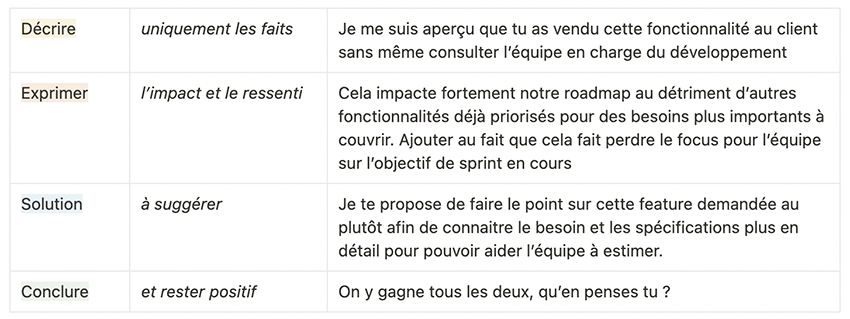 Décrire
uniquement les faits
Je me suis aperçu que tu as vendu cette fonctionnalité au client
sans même consulter l’équipe en charge du développement
Exprimer
l’impact et le ressenti
Cela impacte fortement notre roadmap au détriment d’autres
fonctionnalités déjà priorisés pour des besoins plus importants à
couvrir. Ajouter au fait que cela fait perdre le focus pour l’équipe
sur l’objectif de sprint en cours
Solution
à suggérer
Je te propose de faire le point sur cette feature demandée au
plutôt afin de connaitre le besoin et les spécifications plus en
détail pour pouvoir aider l’équipe à estimer.
Conclure
et rester positif
On y gagne tous les deux, qu’en penses tu ?